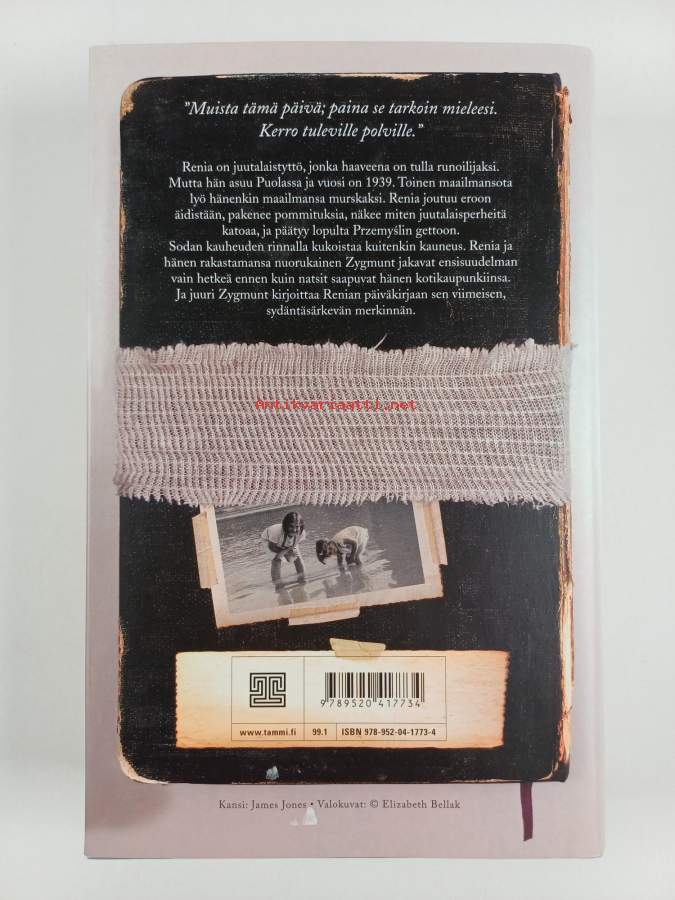 "Muista tämä päivä; paina se tarkoin mieleesi.
Kerro tuleville polville."
Renia on juutalaistyttö, jonka haaveena on tulla runoilijaksi.
Mutta hän asuu Puolassa ja vuosi on 1939. Toinen maailmansota
lyö hänenkin maailmansa murskaksi. Renia joutuu eroon
äidistään, pakenee pommituksia, näkee miten juutalaisperheitä
katoaa, ja päätyy lopulta Przemyślin gettoon.
Sodan kauheuden rinnalla kukoistaa kuitenkin kauneus. Renia ja
hänen rakastamansa nuorukainen Zygmunt jakavat ensisuudelman
vain hetkeä ennen kuin natsit saapuvat hänen kotikaupunkiinsa.
Ja juuri Zygmunt kirjoittaa Renian päiväkirjaan sen viimeisen,
sydäntäsärkevän merkinnän.
Antikvariaatti.net
9 789520 417734
www.tammi.fi 99.1 ISBN 978-952-04-1773-4
Kansi: James Jones • Valokuvat: © Elizabeth Bellak